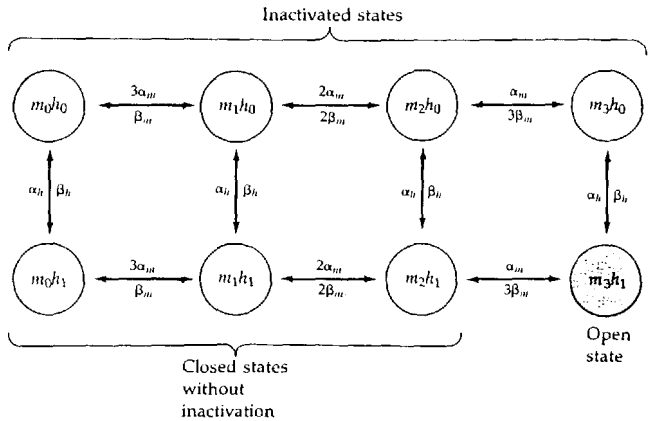 Inactivated states
3αm 2αm αm
m0h0 m1h0 m2h0 m3h0
βm 2βm 3βm
αh βh αh βh αh βh αh βh
3αm 2αm αm
m0h1 m1h1 m2h1 m3h1
βm 2βm 3βm
Open
state
Closed states
without
inactivation